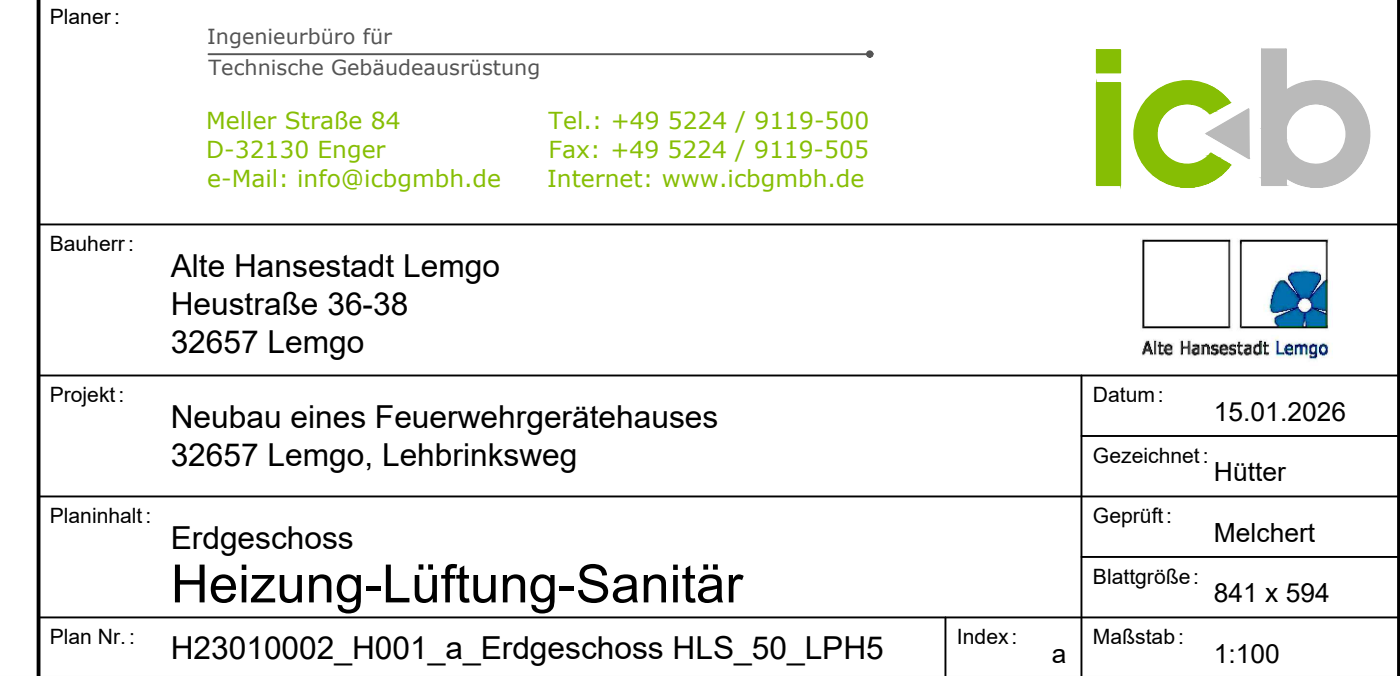 Planer:
Ingenieurbüro für
Technische Gebäudeausrüstung
Meller Straße 84
D-32130 Enger
e-Mail: info@icbgmbh.de
Tel.: +49 5224 / 9119-500
Fax: +49 5224 / 9119-505
Internet: www.icbgmbh.de
icb
Bauherr:
Alte Hansestadt Lemgo
Heustraße 36-38
32657 Lemgo
Alte Hansestadt Lemgo
Projekt:
Neubau eines Feuerwehrgerätehauses
32657 Lemgo, Lehbrinksweg
Datum:
15.01.2026
Gezeichnet:
Hütter
Planinhalt:
Erdgeschoss
Heizung-Lüftung-Sanitär
Geprüft:
Melchert
Blattgröße:
841 x 594
Plan Nr.:
H23010002_H001_a_Erdgeschoss HLS_50_LPH5
Index:
a
Maßstab:
1:100